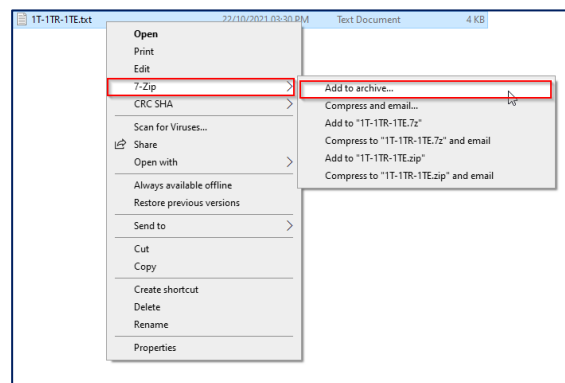 1T-1TR-1TE.txt 22/10/2021 03:30 PM Text Document 4 KB
Open
Print
Edit
7-Zip
CRC SHA
Scan for Viruses...
Share
Open with
Always available offline
Restore previous versions
Send to
Cut
Copy
Create shortcut
Delete
Rename
Properties
Add to archive...
Compress and email...
Add to "1T-1TR-1TE.7z"
Compress to "1T-1TR-1TE.7z" and email
Add to "1T-1TR-1TE.zip"
Compress to "1T-1TR-1TE.zip" and email